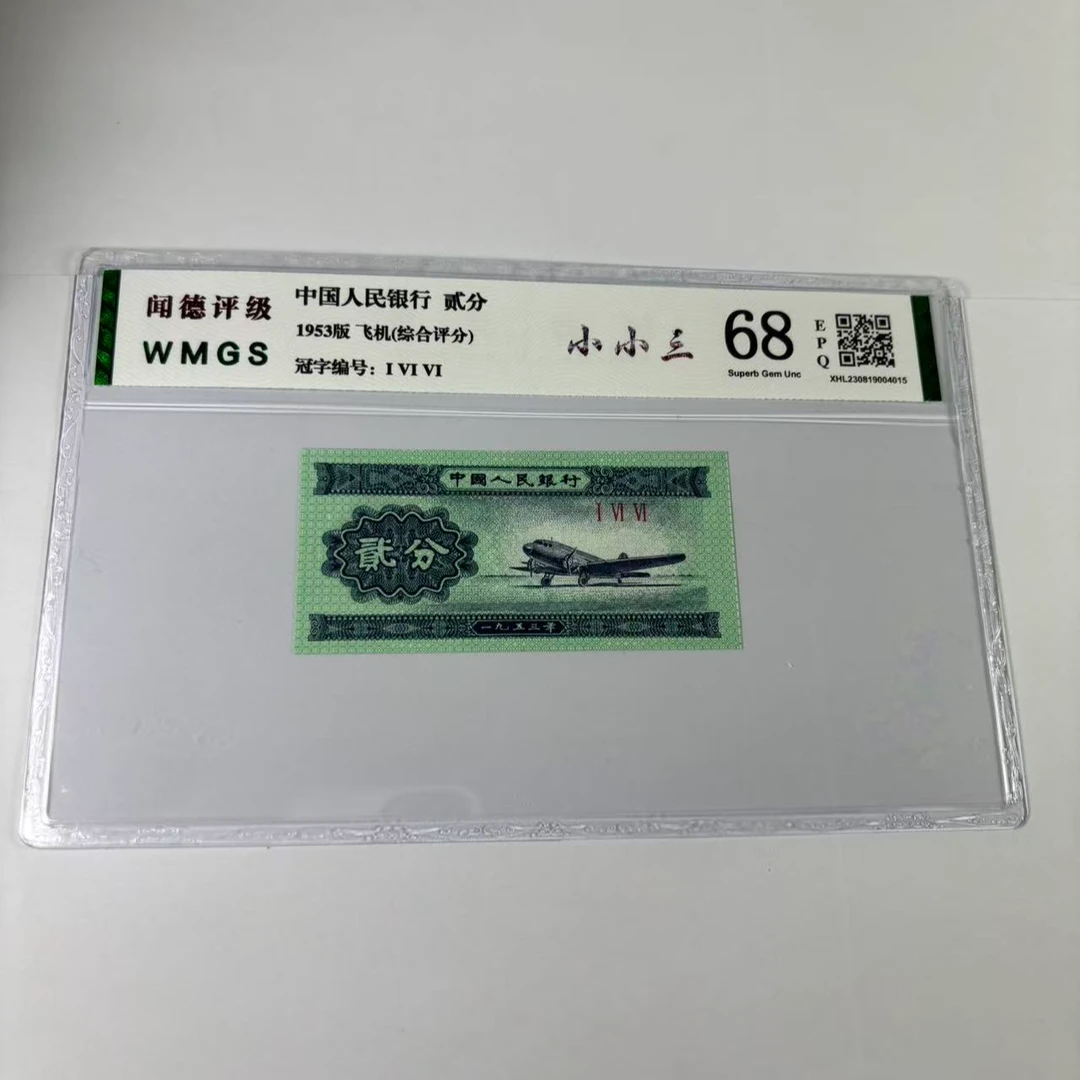 闻德评级
WMGS
中国人民银行 贰分
1953版 飞机(综合评分)
冠字编号：I VI VI
小小三
68
Superb Gem Unc
EPQ
XHL230819004015
中國人民銀行
I VI VI
貳分
一九五三年